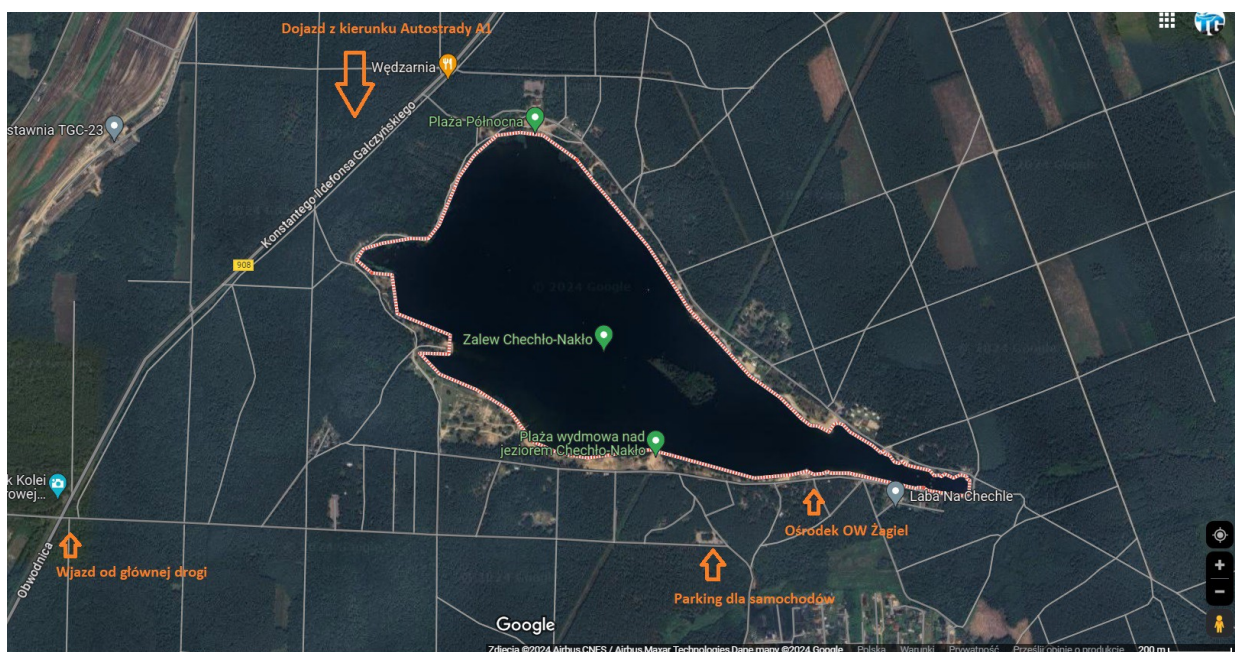 Dojazd z kierunku Autostrady A1
Wędzarnia
TG
stawnia TGC-23
Plaża Północna
Konstantego Ildefonsa Gałczyńskiego
908
© 2024 Google
Zalew Chechło-Nakło
Plaża wydmowa nad
jeziorem Chechło-Nakło
k Kolei
rowej...
Laba Na Chechle
Ośrodek OW Żagiel
Obwodnica
Wjazd od głównej drogi
Parking dla samochodów
Google
Zdjęcia ©2024 Airbus CNES / Airbus Maxar Technologies Dane mapy ©2024 Google Polska Warunki Prywatność Prześlij opinię o produkcie 200 m